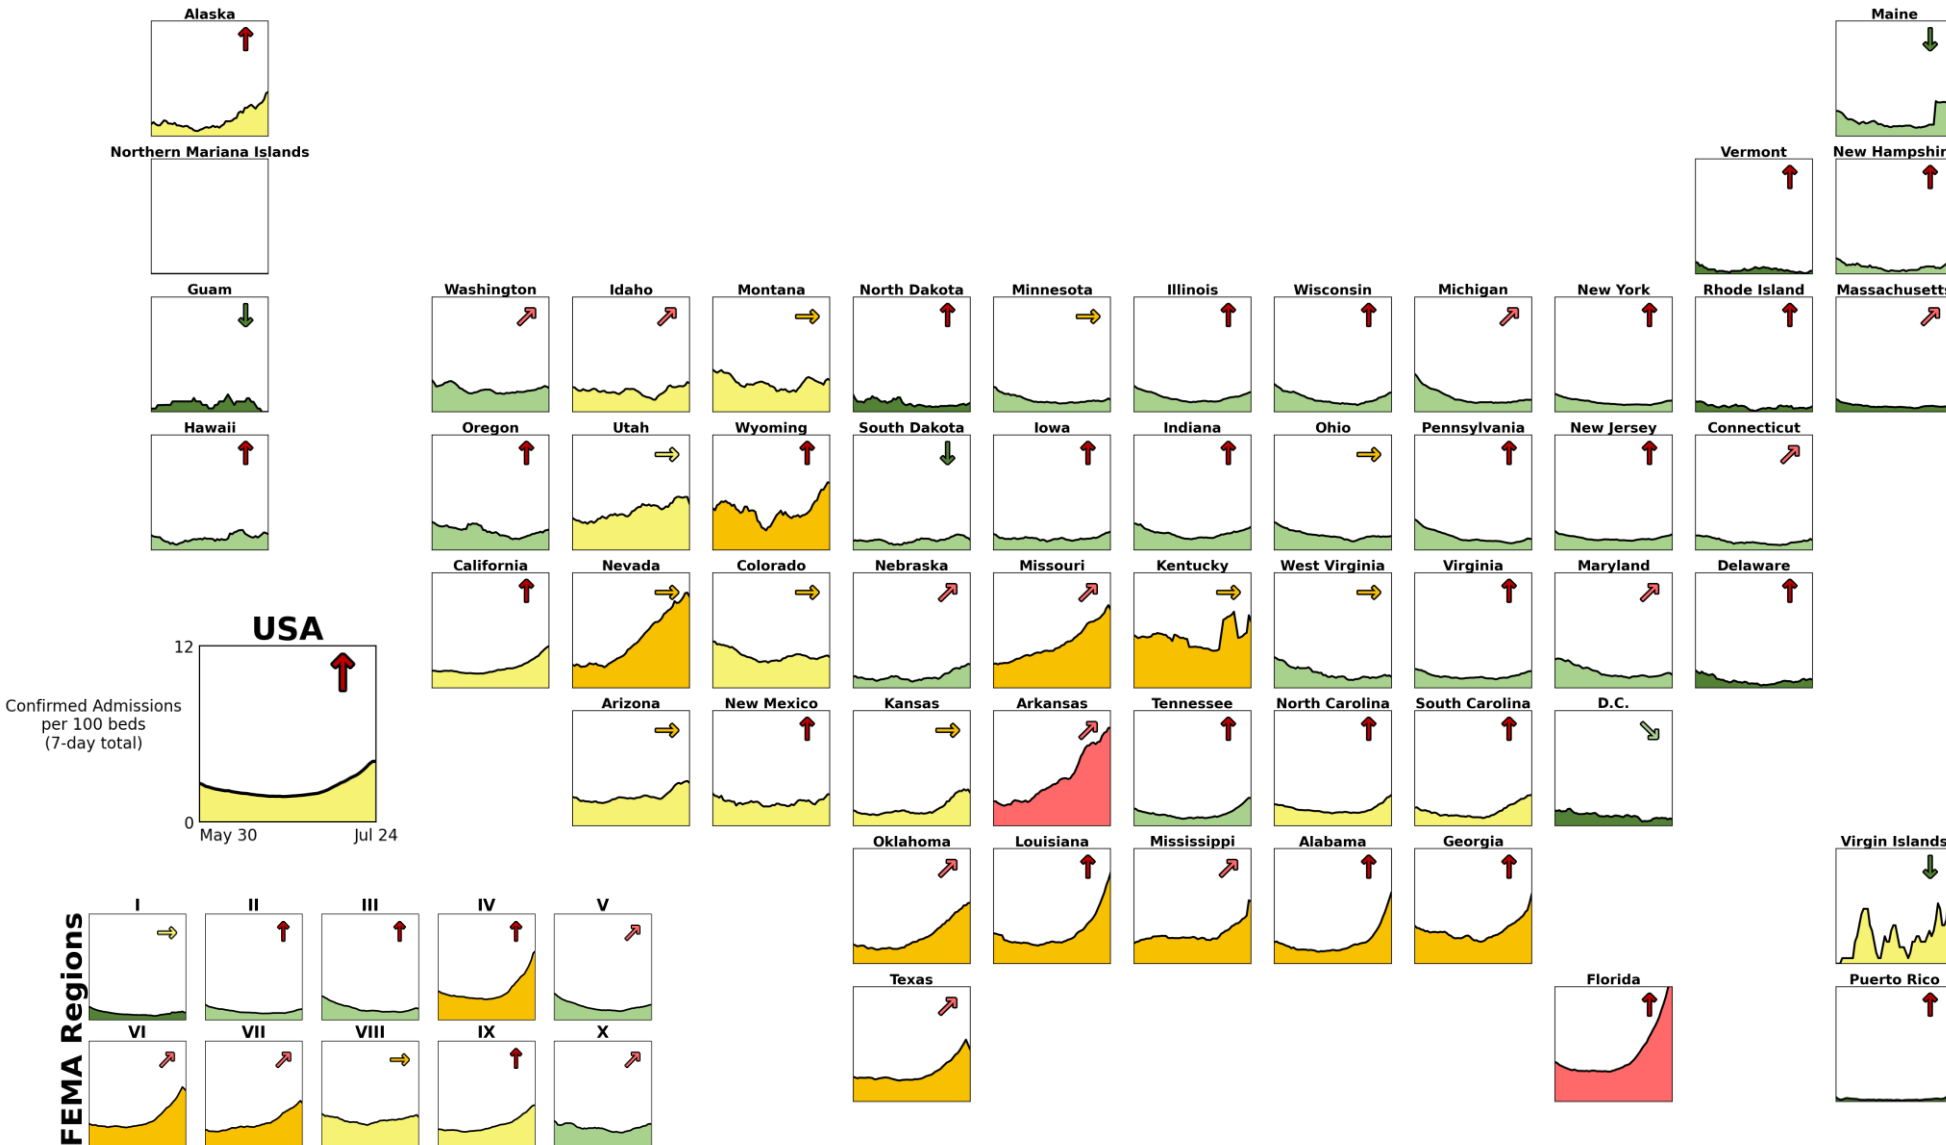 Alaska
Maine
Northern Mariana Islands
Vermont
New Hampshir
Guam
Washington
Idaho
Montana
North Dakota
Minnesota
Illinois
Wisconsin
Michigan
New York
Rhode Island
Massachusetts
Hawaii
Oregon
Utah
Wyoming
South Dakota
Iowa
Indiana
Ohio
Pennsylvania
New Jersey
Connecticut
California
Nevada
Colorado
Nebraska
Missouri
Kentucky
West Virginia
Virginia
Maryland
Delaware
USA
12
Confirmed Admissions
per 100 beds
(7-day total)
0
May 30
Jul 24
Arizona
New Mexico
Kansas
Arkansas
Tennessee
North Carolina
South Carolina
D.C.
Oklahoma
Louisiana
Mississippi
Alabama
Georgia
Virgin Islands
Texas
Florida
Puerto Rico
FEMA Regions
I
II
III
IV
V
VI
VII
VIII
IX
X